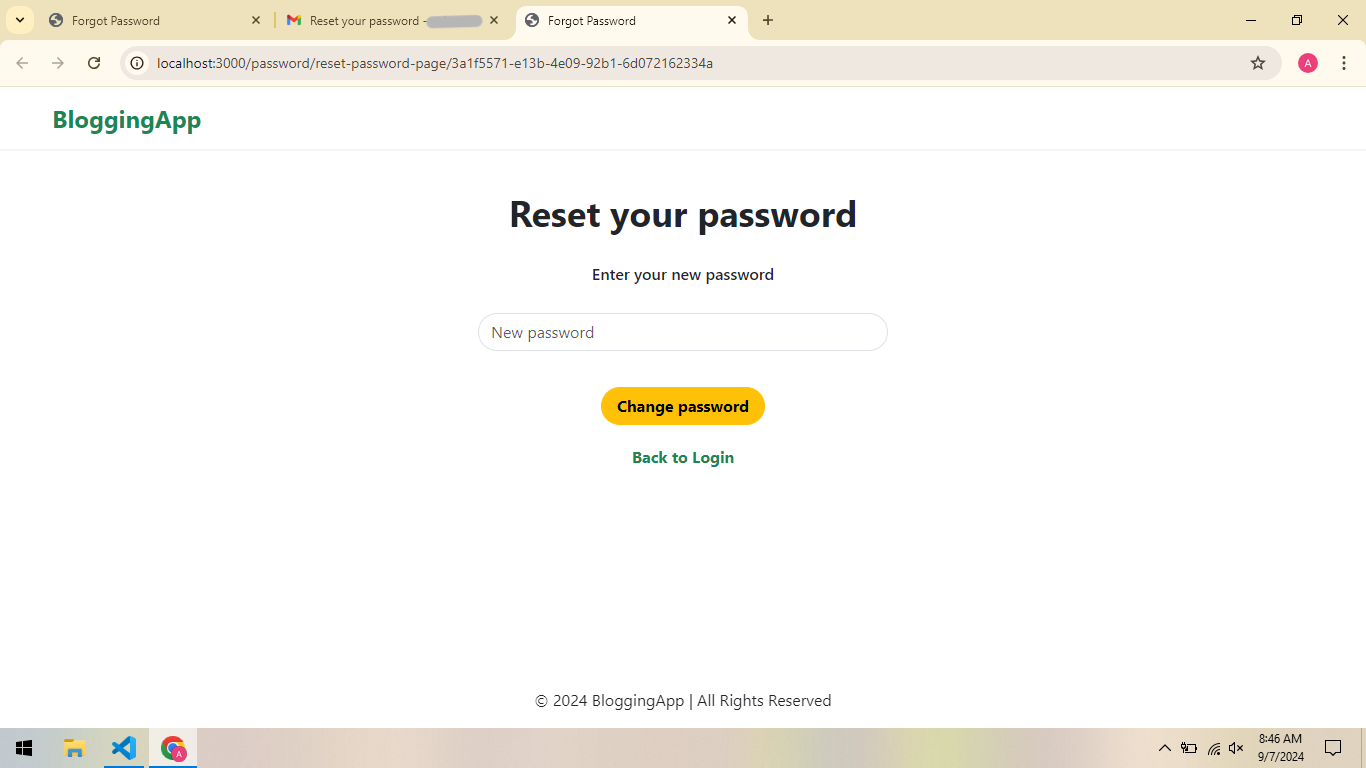 Forgot Password
Reset your password -
Forgot Password
localhost:3000/password/reset-password-page/3a1f5571-e13b-4e09-92b1-6d072162334a
A
BloggingApp
Reset your password
Enter your new password
New password
Change password
Back to Login
© 2024 BloggingApp | All Rights Reserved
A
8:46 AM
9/7/2024